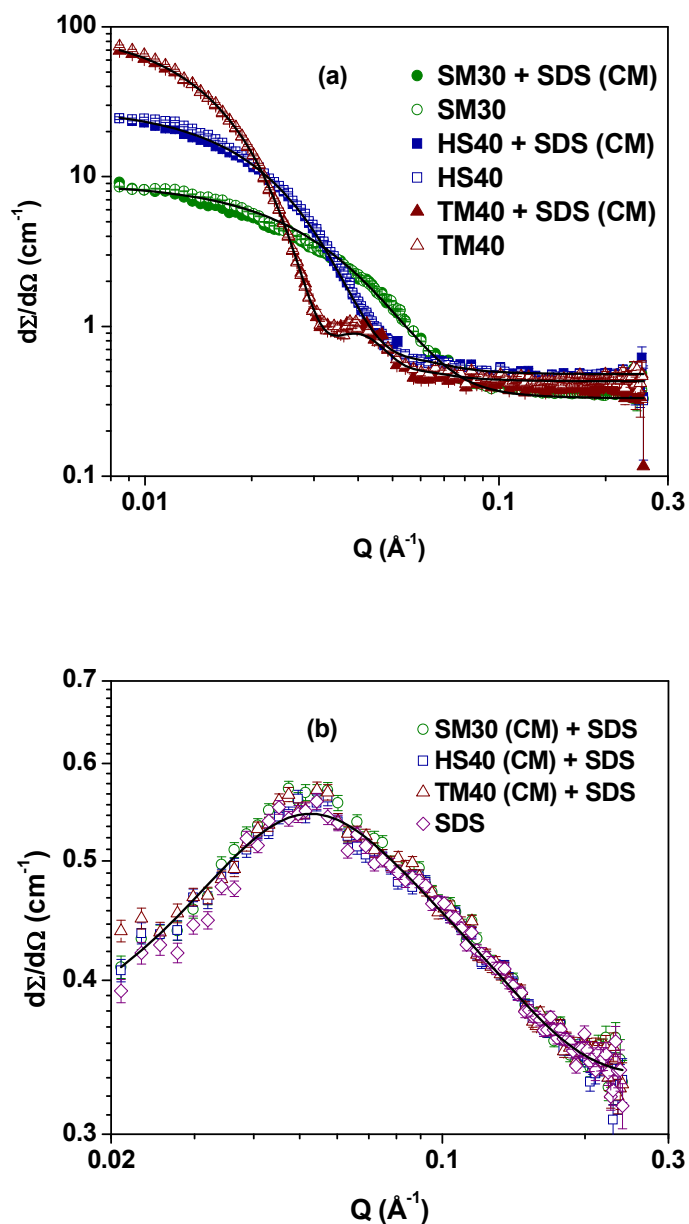 100
(a)
SM30 + SDS (CM)
SM30
HS40 + SDS (CM)
HS40
TM40 + SDS (CM)
TM40
10
1
0.1
0.01
0.1
0.3
dΣ/dΩ (cm⁻¹)
Q (Å⁻¹)
0.7
(b)
SM30 (CM) + SDS
HS40 (CM) + SDS
TM40 (CM) + SDS
SDS
0.6
0.5
0.4
0.3
0.02
0.1
0.3
dΣ/dΩ (cm⁻¹)
Q (Å⁻¹)